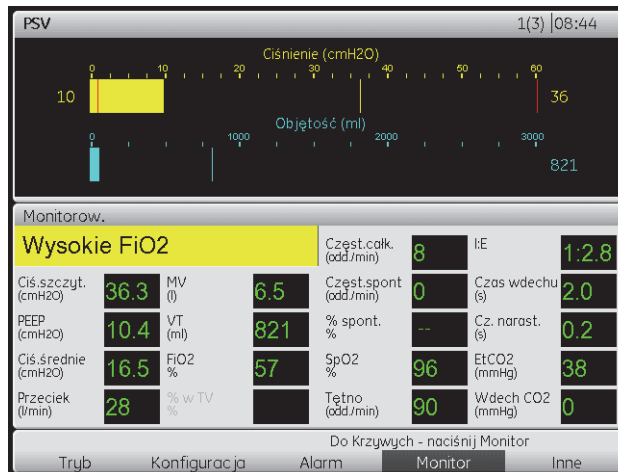 PSV 1(3) 08:44
Ciśnienie (cmH2O)
0 10 20 30 40 50 60
10 36
Objętość (ml)
0 1000 2000 3000
821
Monitorow.
Wysokie FiO2
Częst.całk. (odd./min) 8 I:E 1:2.8
Ciś.szczyt. (cmH2O) 36.3 MV (l) 6.5 Częst.spont (odd./min) 0 Czas wdechu (s) 2.0
PEEP (cmH2O) 10.4 VT (ml) 821 % spont. % -- Cz. narast. (s) 0.2
Ciś.średnie (cmH2O) 16.5 FiO2 % 57 SpO2 % 96 EtCO2 (mmHg) 38
Przeciek (l/min) 28 % w TV % Tętno (odd./min) 90 Wdech CO2 (mmHg) 0
Do Krzywych - naciśnij Monitor
Tryb Konfiguracja Alarm Monitor Inne